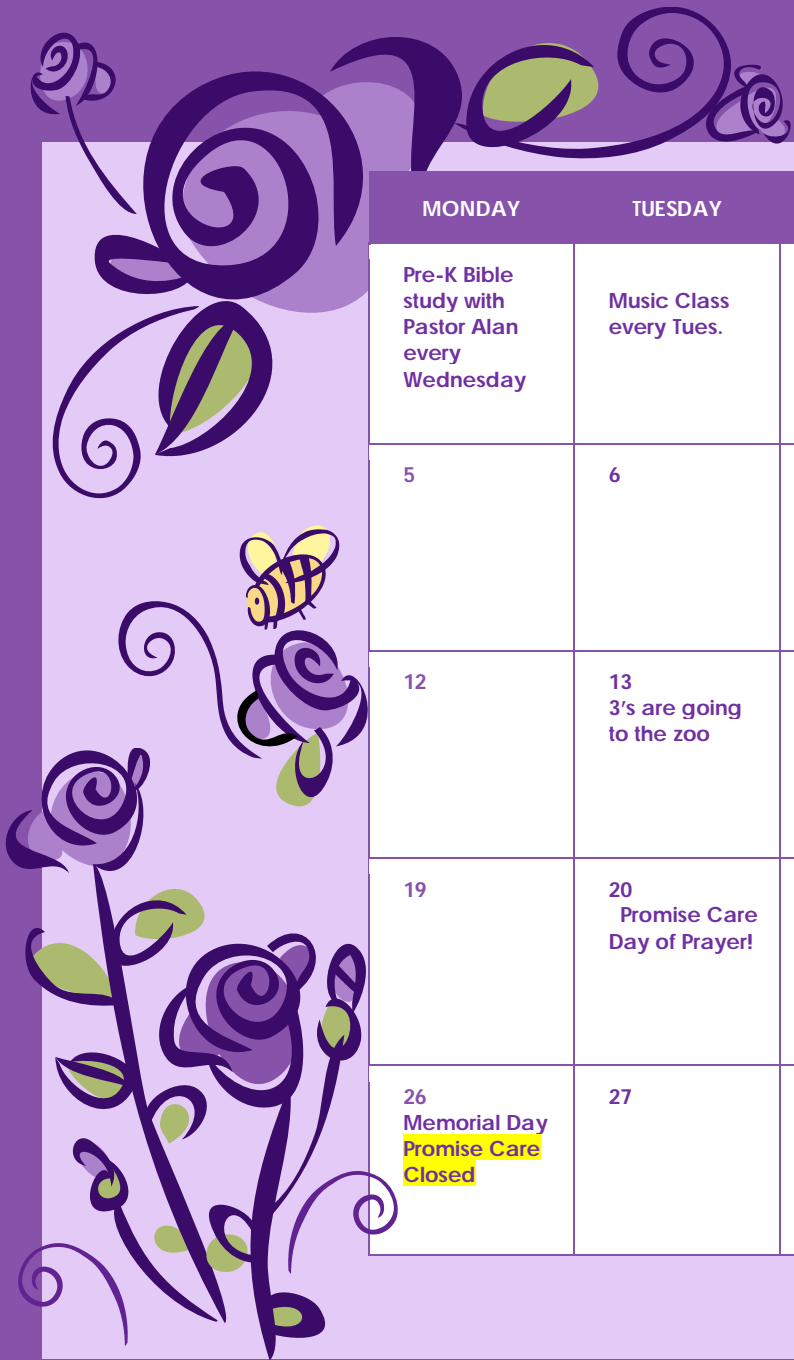 MONDAY
TUESDAY
Pre-K Bible
study with
Pastor Alan
every
Wednesday
Music Class
every Tues.
5
6
12
13
3's are going
to the zoo
19
20
Promise Care
Day of Prayer!
26
Memorial Day
Promise Care
Closed
27